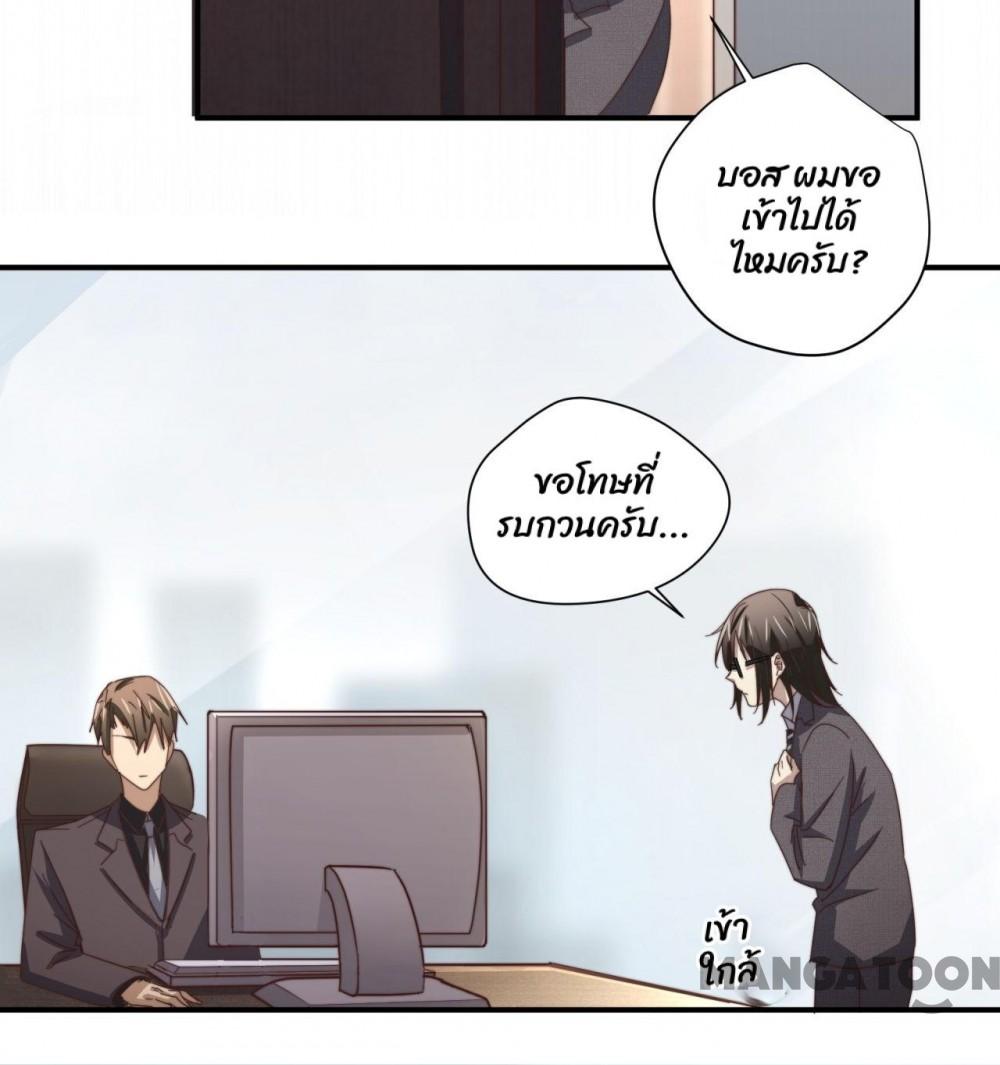 บอส ผมขอ
เข้าไปได้
ไหมครับ?
ขอโทษที่
รบกวนครับ...
เข้า
ใกล้
MANGATOON